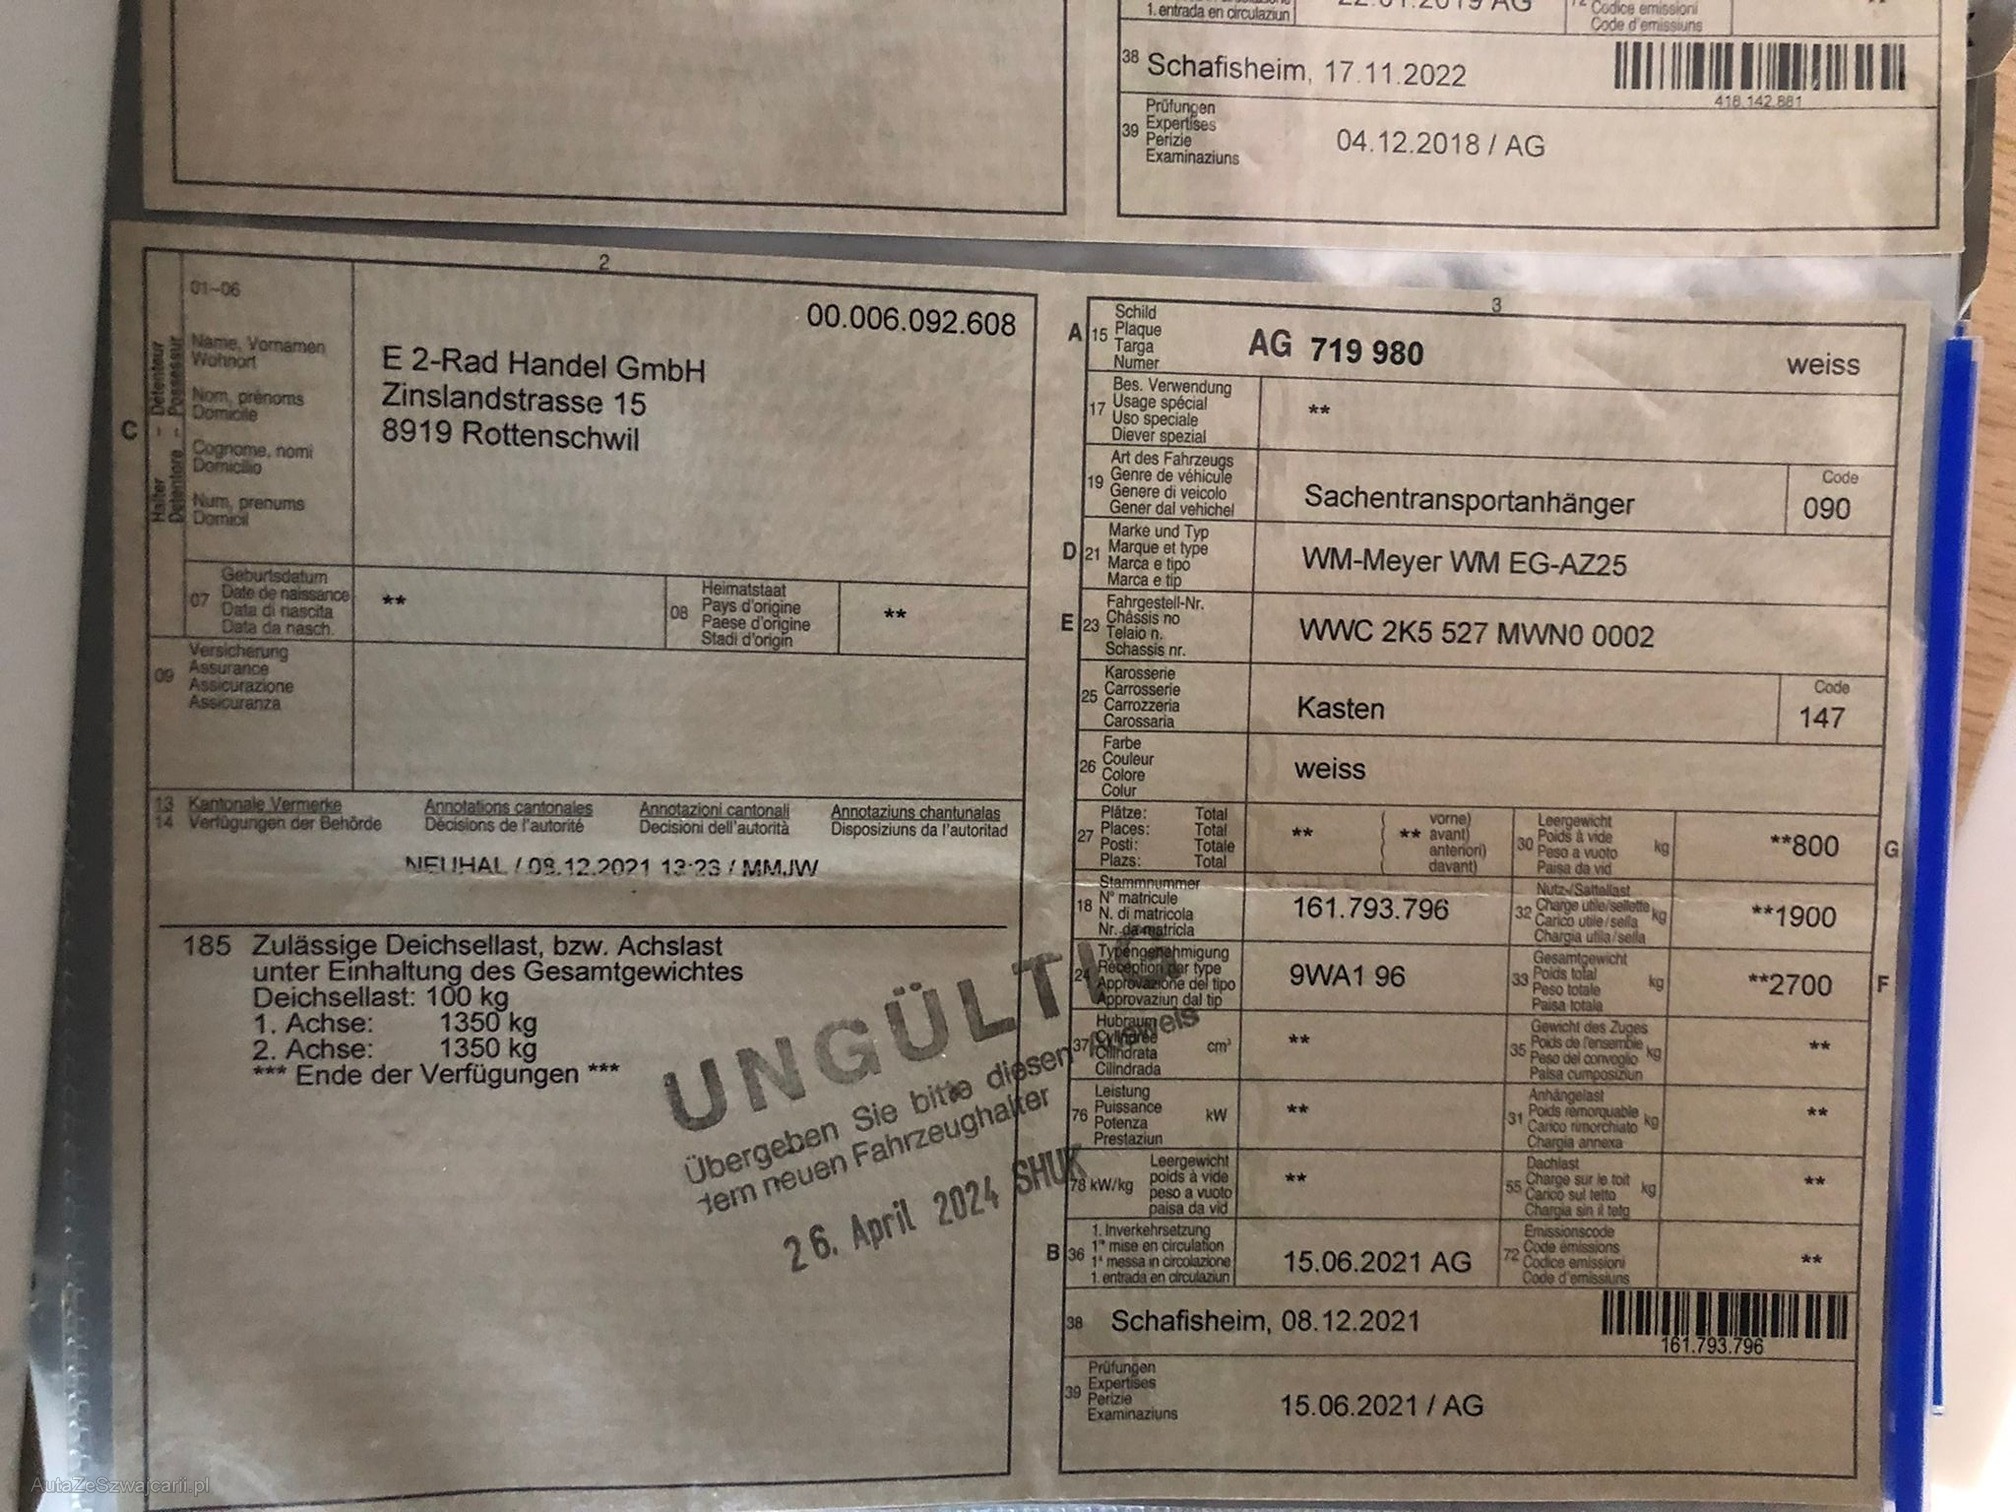 1. entrada en circulaziun
22.01.2019 AG
72 Codice emissioni
Code d'emissiuns
38 Schafisheim, 17.11.2022
418.142.881
39 Prüfungen
Expertises
Perizie
Examinaziuns
04.12.2018 / AG
2
01-06
00.006.092.608
C
Halter - Detenteur
Detentore - Possessur
Name, Vornamen
Wohnort
Nom, prénoms
Domicile
Cognome, nomi
Domicilio
Num, prenums
Domicil
E 2-Rad Handel GmbH
Zinslandstrasse 15
8919 Rottenschwil
07 Geburtsdatum
Date de naissance
Data di nascita
Data da nasch.
**
08 Heimatstaat
Pays d'origine
Paese d'origine
Stadi d'origin
**
09 Versicherung
Assurance
Assicurazione
Assicuranza
13 Kantonale Vermerke Annotations cantonales Annotazioni cantonali Annotaziuns chantunalas
14 Verfügungen der Behörde Décisions de l'autorité Decisioni dell'autorità Disposiziuns da l'autoritad
NEUHAL / 08.12.2021 13:23 / MMJW
185 Zulässige Deichsellast, bzw. Achslast
unter Einhaltung des Gesamtgewichtes
Deichsellast: 100 kg
1. Achse: 1350 kg
2. Achse: 1350 kg
*** Ende der Verfügungen ***
UNGÜLTIG
Übergeben Sie bitte diesen Ausweis
dem neuen Fahrzeughalter
26. April 2024 SHUK
3
A 15 Schild
Plaque
Targa
Numer
AG 719 980
weiss
17 Bes. Verwendung
Usage spécial
Uso speciale
Diever spezial
**
19 Art des Fahrzeugs
Genre de véhicule
Genere di veicolo
Gener dal vehichel
Sachentransportanhänger
Code
090
D 21 Marke und Typ
Marque et type
Marca e tipo
Marca e tip
WM-Meyer WM EG-AZ25
E 23 Fahrgestell-Nr.
Châssis no
Telaio n.
Schassis nr.
WWC 2K5 527 MWN0 0002
25 Karosserie
Carrosserie
Carrozzeria
Carossaria
Kasten
Code
147
26 Farbe
Couleur
Colore
Colur
weiss
27 Plätze: Total
Places: Total
Posti: Totale
Plazs: Total
**
** vorne)
avant)
anteriori)
davant)
30 Leergewicht
Poids à vide
Peso a vuoto
Paisa da vid
kg
**800
G
18 Stammnummer
N° matricule
N. di matricola
Nr. da matricla
161.793.796
32 Nutz-/Sattellast
Charge utile/sellette
Carico utile/sella
Chargia utila/sella
kg
**1900
24 Typengenehmigung
Réception par type
Approvazione del tipo
Approvaziun dal tip
9WA1 96
33 Gesamtgewicht
Poids total
Peso totale
Paisa totala
kg
**2700
F
37 Hubraum
Cylindrée
Cilindrata
Cilindrada
cm³
**
35 Gewicht des Zuges
Poids de l'ensemble
Peso del convoglio
Paisa cumposiziun
kg
**
76 Leistung
Puissance
Potenza
Prestaziun
kW
**
31 Anhängelast
Poids remorquable
Carico rimorchiato
Chargia annexa
kg
**
78 kW/kg
Leergewicht
poids à vide
peso a vuoto
paisa da vid
**
55 Dachlast
Charge sur le toit
Carico sul tetto
Chargia sin il tetg
kg
**
B 36 1. Inverkehrsetzung
1re mise en circulation
1a messa in circolazione
1. entrada en circulaziun
15.06.2021 AG
72 Emissionscode
Code émissions
Codice emissioni
Code d'emissiuns
**
38 Schafisheim, 08.12.2021
161.793.796
39 Prüfungen
Expertises
Perizie
Examinaziuns
15.06.2021 / AG
AutaZeSzwajcarii.pl